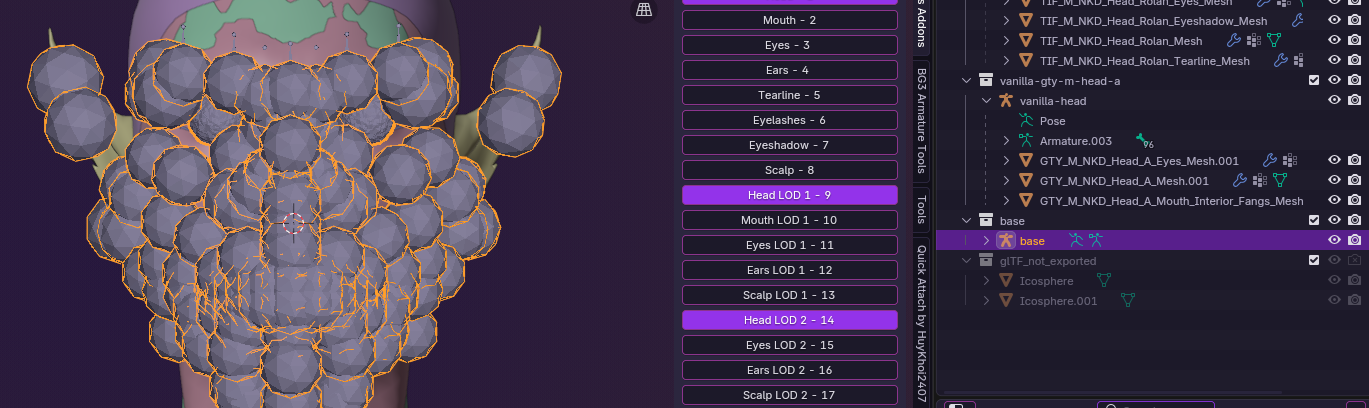 Mouth - 2
Eyes - 3
Ears - 4
Tearline - 5
Eyelashes - 6
Eyeshadow - 7
Scalp - 8
Head LOD 1 - 9
Mouth LOD 1 - 10
Eyes LOD 1 - 11
Ears LOD 1 - 12
Scalp LOD 1 - 13
Head LOD 2 - 14
Eyes LOD 2 - 15
Ears LOD 2 - 16
Scalp LOD 2 - 17
s Addons
BG3 Armature Tools
Tools
Quick Attach by HuyKhoi2407
TIF_M_NKD_Head_Rolan_Eyes_Mesh
TIF_M_NKD_Head_Rolan_Eyeshadow_Mesh
TIF_M_NKD_Head_Rolan_Mesh
TIF_M_NKD_Head_Rolan_Tearline_Mesh
vanilla-gty-m-head-a
vanilla-head
Pose
Armature.003 96
GTY_M_NKD_Head_A_Eyes_Mesh.001
GTY_M_NKD_Head_A_Mesh.001
GTY_M_NKD_Head_A_Mouth_Interior_Fangs_Mesh
base
base
glTF_not_exported
Icosphere
Icosphere.001